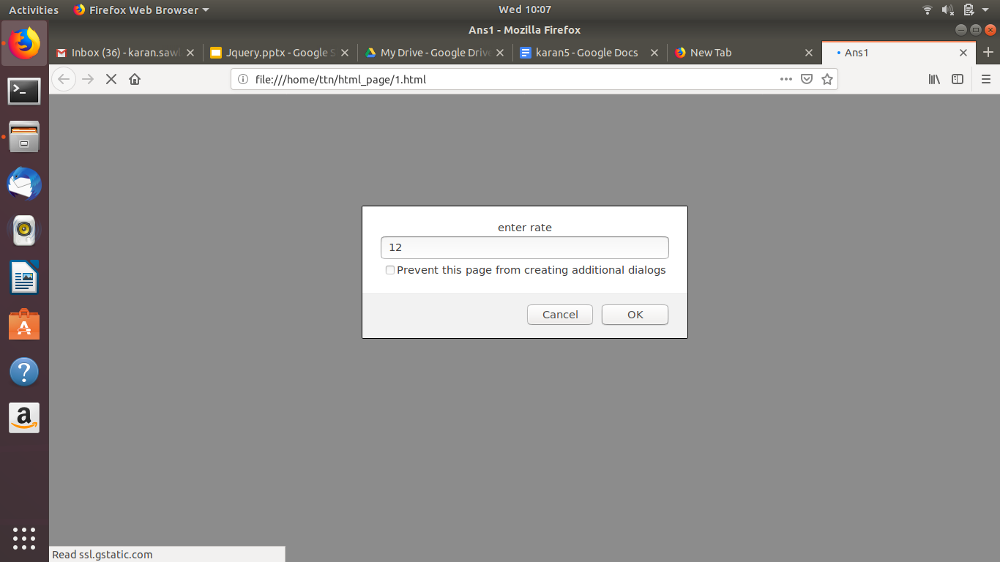 Activities
Firefox Web Browser
Wed 10:07
Ans1 - Mozilla Firefox
Inbox (36) - karan.sawl
Jquery.pptx - Google S
My Drive - Google Drive
karan5 - Google Docs
New Tab
Ans1
file:///home/ttn/html_page/1.html
enter rate
12
Prevent this page from creating additional dialogs
Cancel
OK
Read ssl.gstatic.com